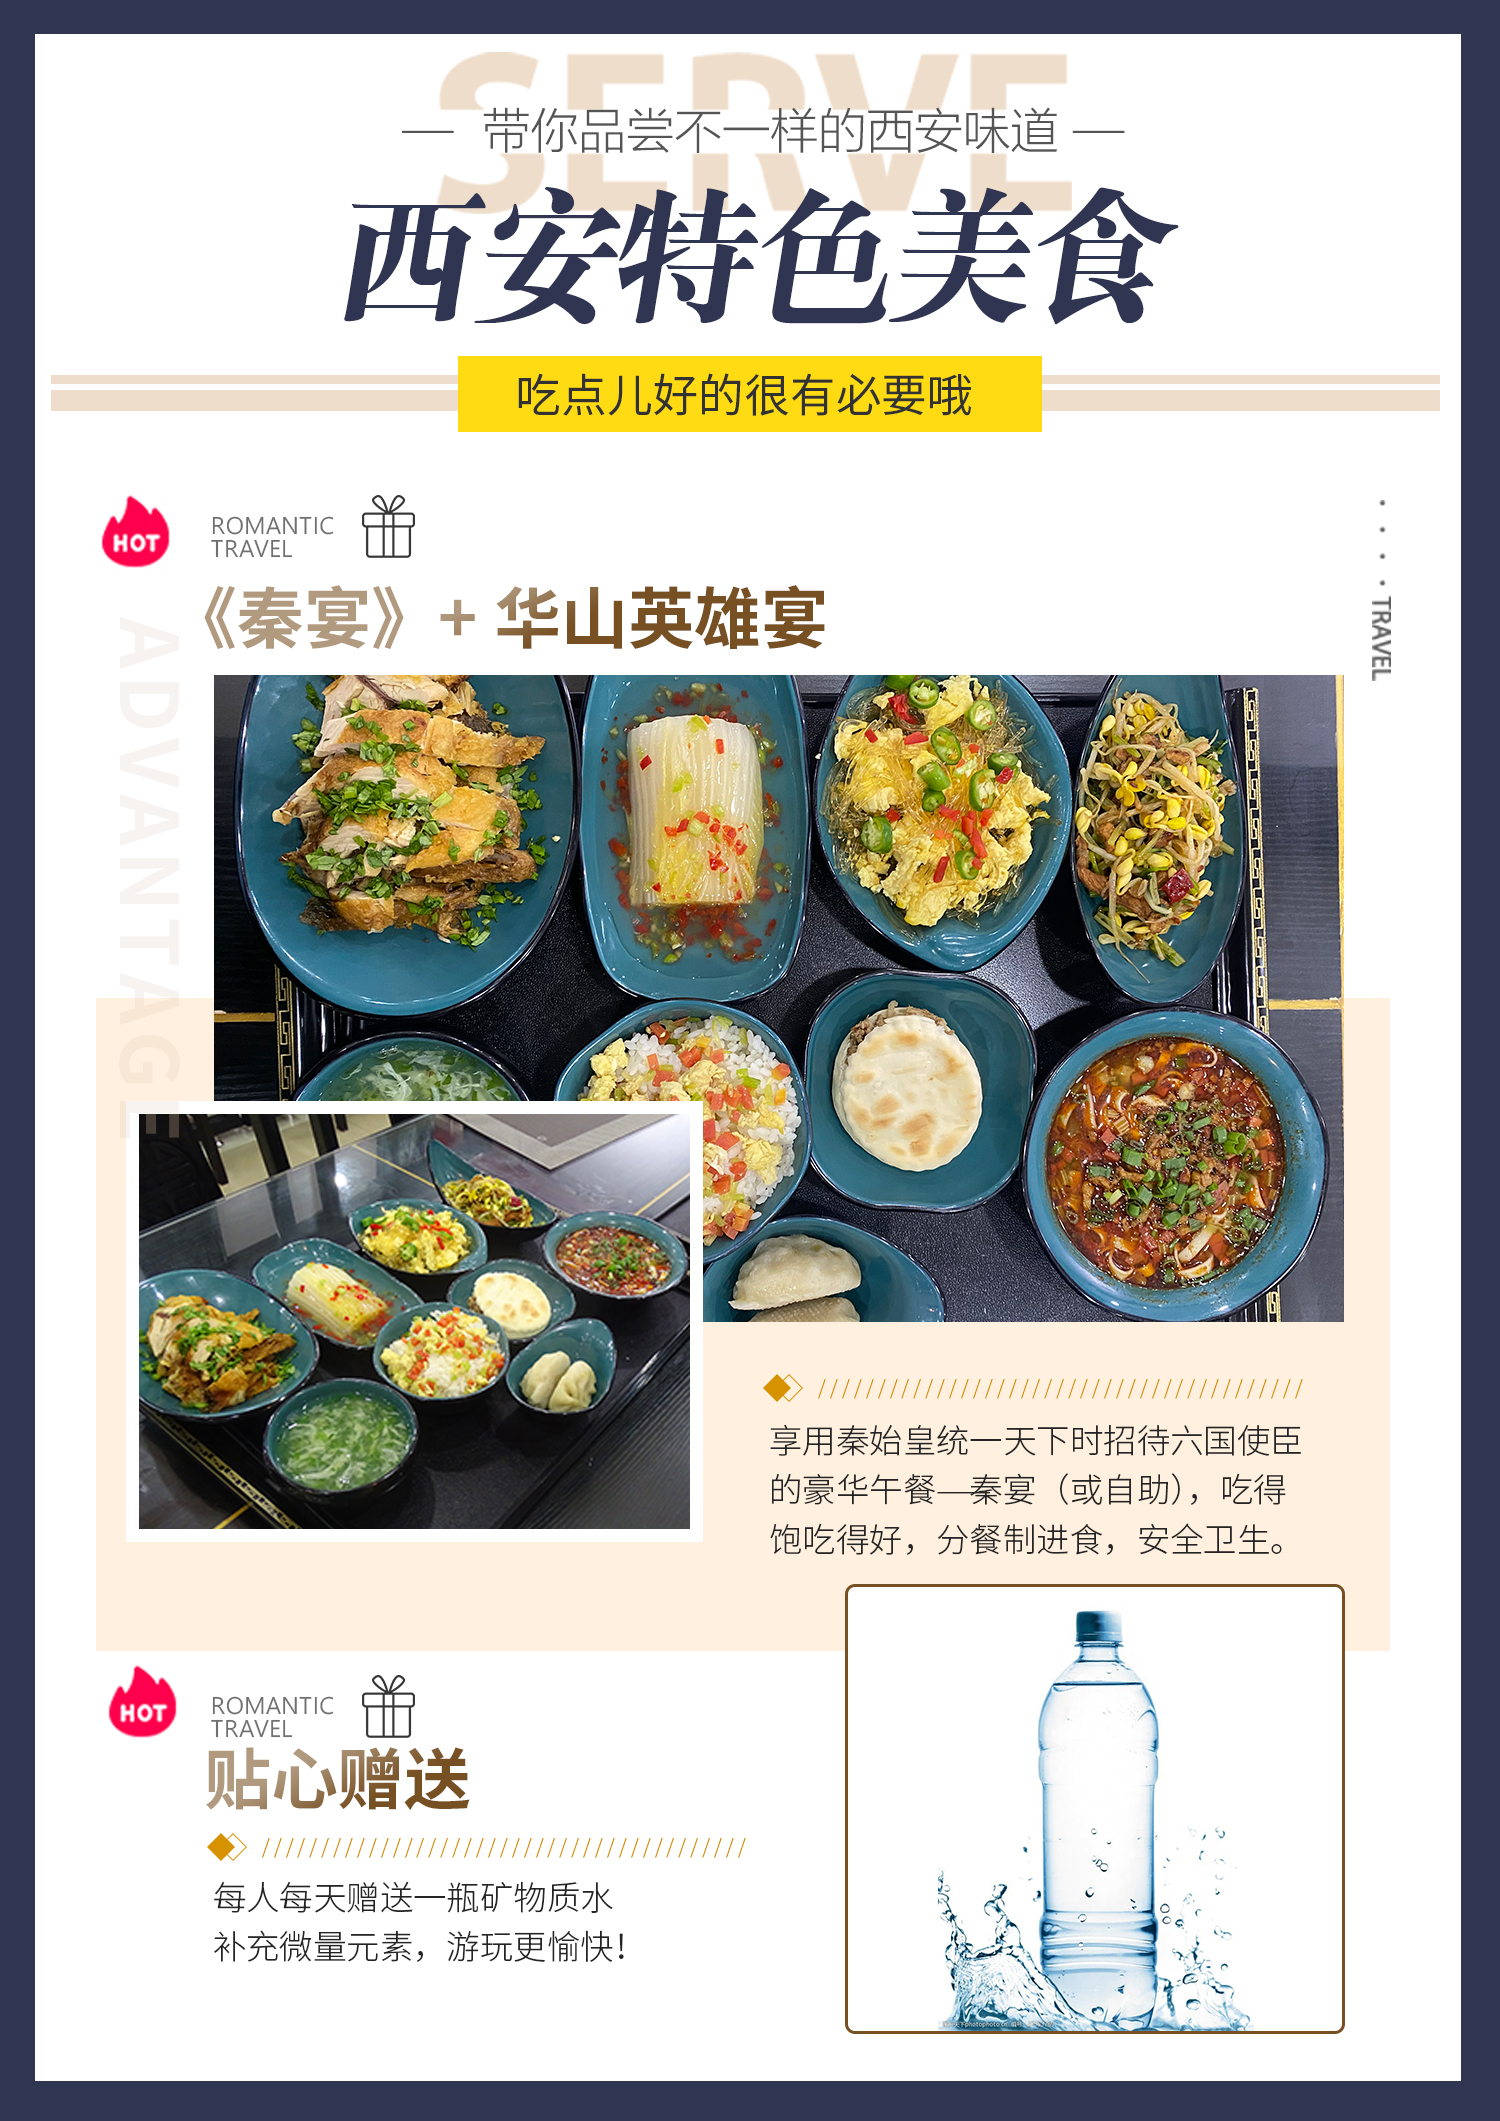 SERVE
— 带你品尝不一样的西安味道 —
西安特色美食
吃点儿好的很有必要哦
HOT
ROMANTIC
TRAVEL
《秦宴》+ 华山英雄宴
TRAVEL
ADVANTAGE
享用秦始皇统一天下时招待六国使臣
的豪华午餐—秦宴（或自助），吃得
饱吃得好，分餐制进食，安全卫生。
HOT
ROMANTIC
TRAVEL
贴心赠送
每人每天赠送一瓶矿物质水
补充微量元素，游玩更愉快！